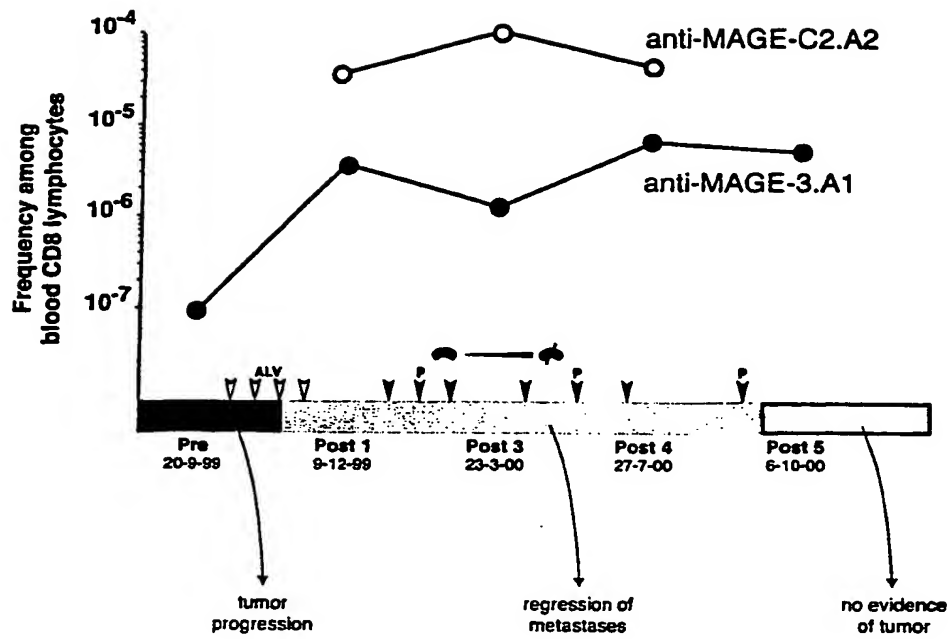 10-4
anti-MAGE-C2.A2
10-5
anti-MAGE-3.A1
10-6
10-7
Frequency among
blood CD8 lymphocytes
ALV
P
P
P
Pre
20-9-99
Post 1
9-12-99
Post 3
23-3-00
Post 4
27-7-00
Post 5
6-10-00
tumor
progression
regression of
metastases
no evidence
of tumor